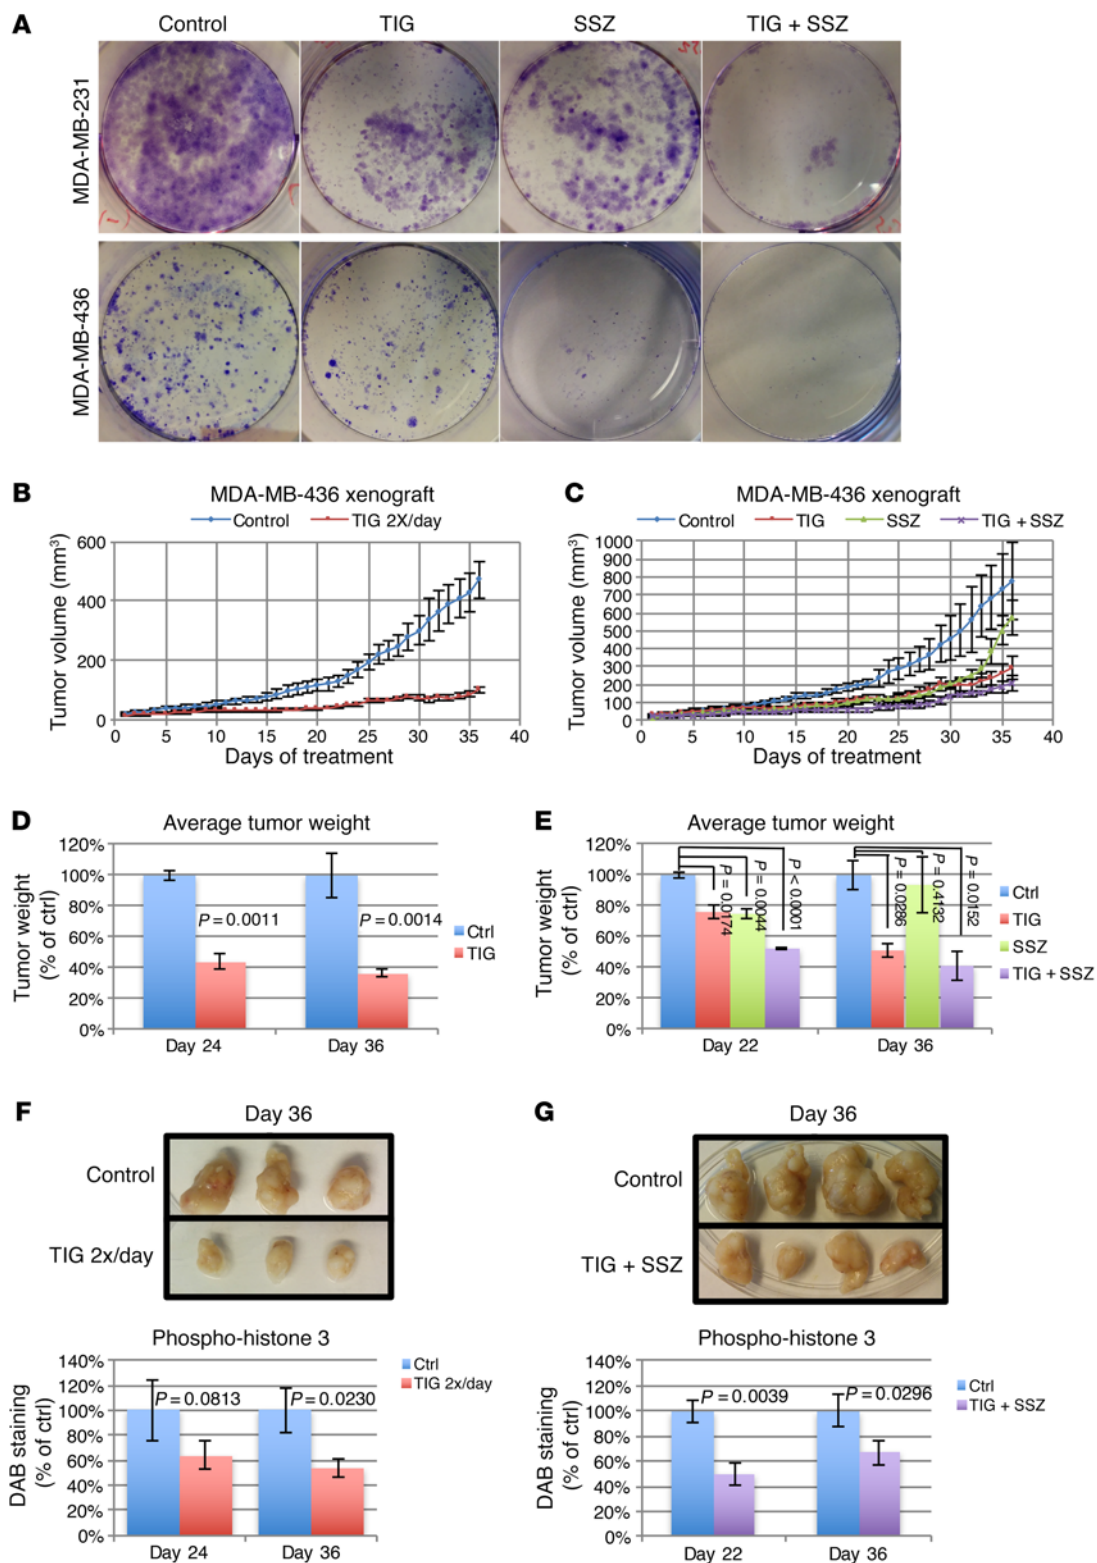 A
Control TIG SSZ TIG + SSZ
MDA-MB-231
MDA-MB-436
B
MDA-MB-436 xenograft
Control TIG 2X/day
Tumor volume (mm³)
600
400
200
0
0 5 10 15 20 25 30 35 40
Days of treatment
C
MDA-MB-436 xenograft
Control TIG SSZ TIG + SSZ
Tumor volume (mm³)
1000
900
800
700
600
500
400
300
200
100
0
0 5 10 15 20 25 30 35 40
Days of treatment
D
Average tumor weight
Tumor weight
(% of ctrl)
120%
100%
80%
60%
40%
20%
0%
P = 0.0011 P = 0.0014
Ctrl
TIG
Day 24 Day 36
E
Average tumor weight
Tumor weight
(% of ctrl)
120%
100%
80%
60%
40%
20%
0%
P = 0.0174
P = 0.0044
P < 0.0001
P = 0.0286
P = 0.4132
P = 0.0152
Ctrl
TIG
SSZ
TIG + SSZ
Day 22 Day 36
F
Day 36
Control
TIG 2x/day
Phospho-histone 3
DAB staining
(% of ctrl)
140%
120%
100%
80%
60%
40%
20%
0%
P = 0.0813 P = 0.0230
Ctrl
TIG 2x/day
Day 24 Day 36
G
Day 36
Control
TIG + SSZ
Phospho-histone 3
DAB staining
(% of ctrl)
140%
120%
100%
80%
60%
40%
20%
0%
P = 0.0039 P = 0.0296
Ctrl
TIG + SSZ
Day 22 Day 36